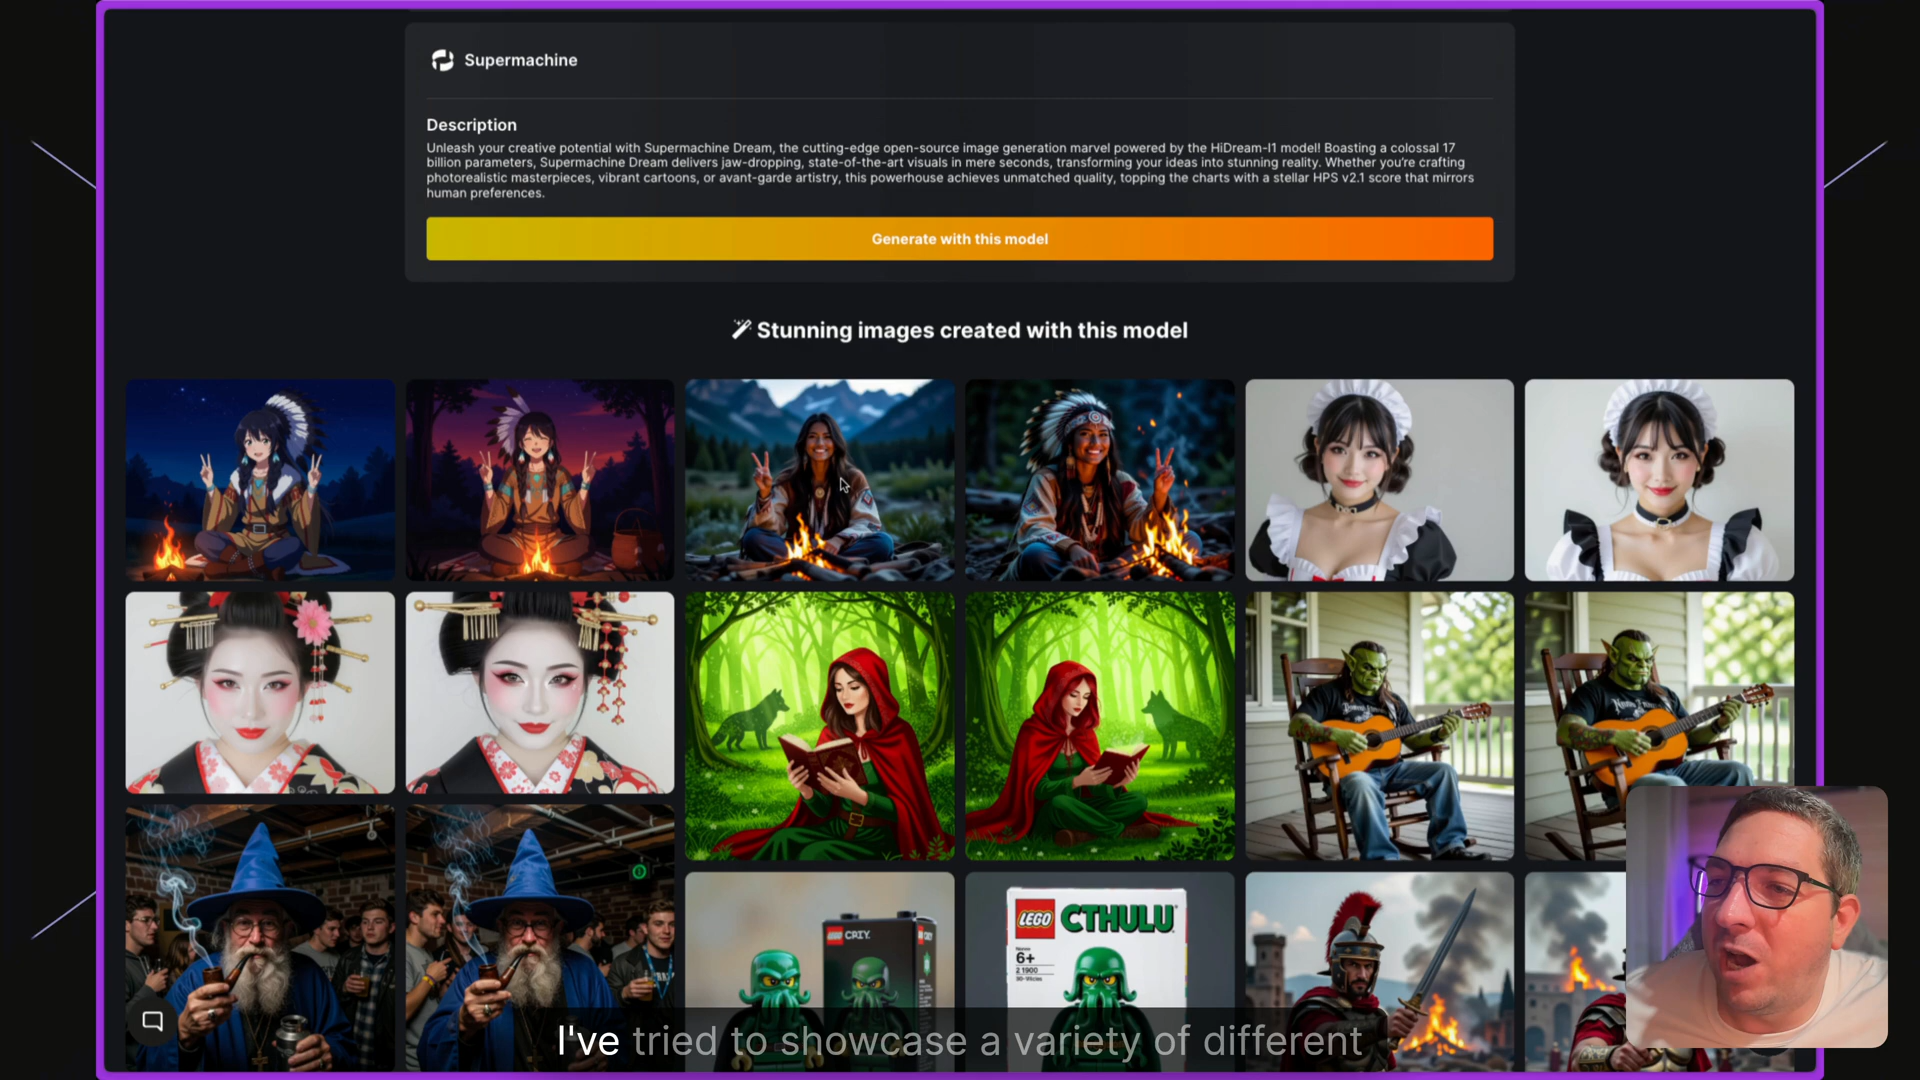 Supermachine
Description
Unleash your creative potential with Supermachine Dream, the cutting-edge open-source image generation marvel powered by the HiDream-I1 model! Boasting a colossal 17
billion parameters, Supermachine Dream delivers jaw-dropping, state-of-the-art visuals in mere seconds, transforming your ideas into stunning reality. Whether you're crafting
photorealistic masterpieces, vibrant cartoons, or avant-garde artistry, this powerhouse achieves unmatched quality, topping the charts with a stellar HPS v2.1 score that mirrors
human preferences.
Generate with this model
Stunning images created with this model
LEGO CRIY.
LEGO CTHULU
6+
2 1900
I've tried to showcase a variety of different